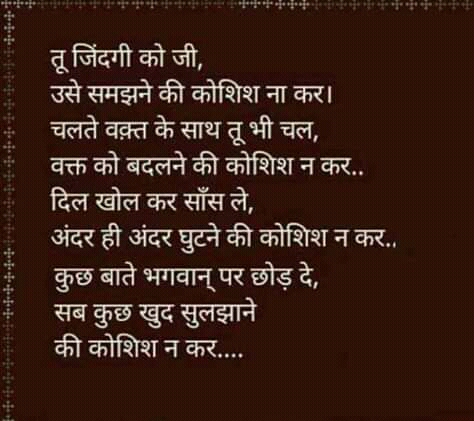 तू जिंदगी को जी,
उसे समझने की कोशिश ना कर।
चलते वक़्त के साथ तू भी चल,
वक्त को बदलने की कोशिश न कर..
दिल खोल कर साँस ले,
अंदर ही अंदर घुटने की कोशिश न कर..
कुछ बाते भगवान् पर छोड़ दे,
सब कुछ खुद सुलझाने
की कोशिश न कर....